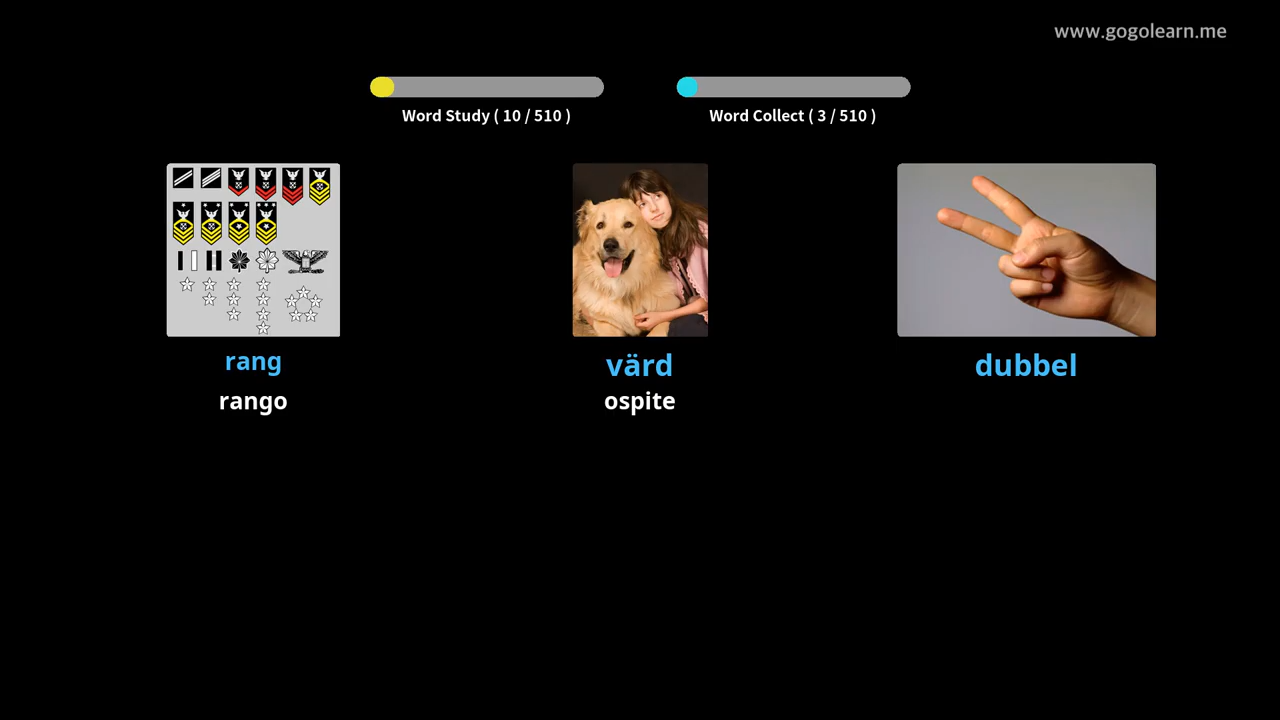 www.gogolearn.me
Word Study ( 10 / 510 )
Word Collect ( 3 / 510 )
rang
rango
värd
ospite
dubbel